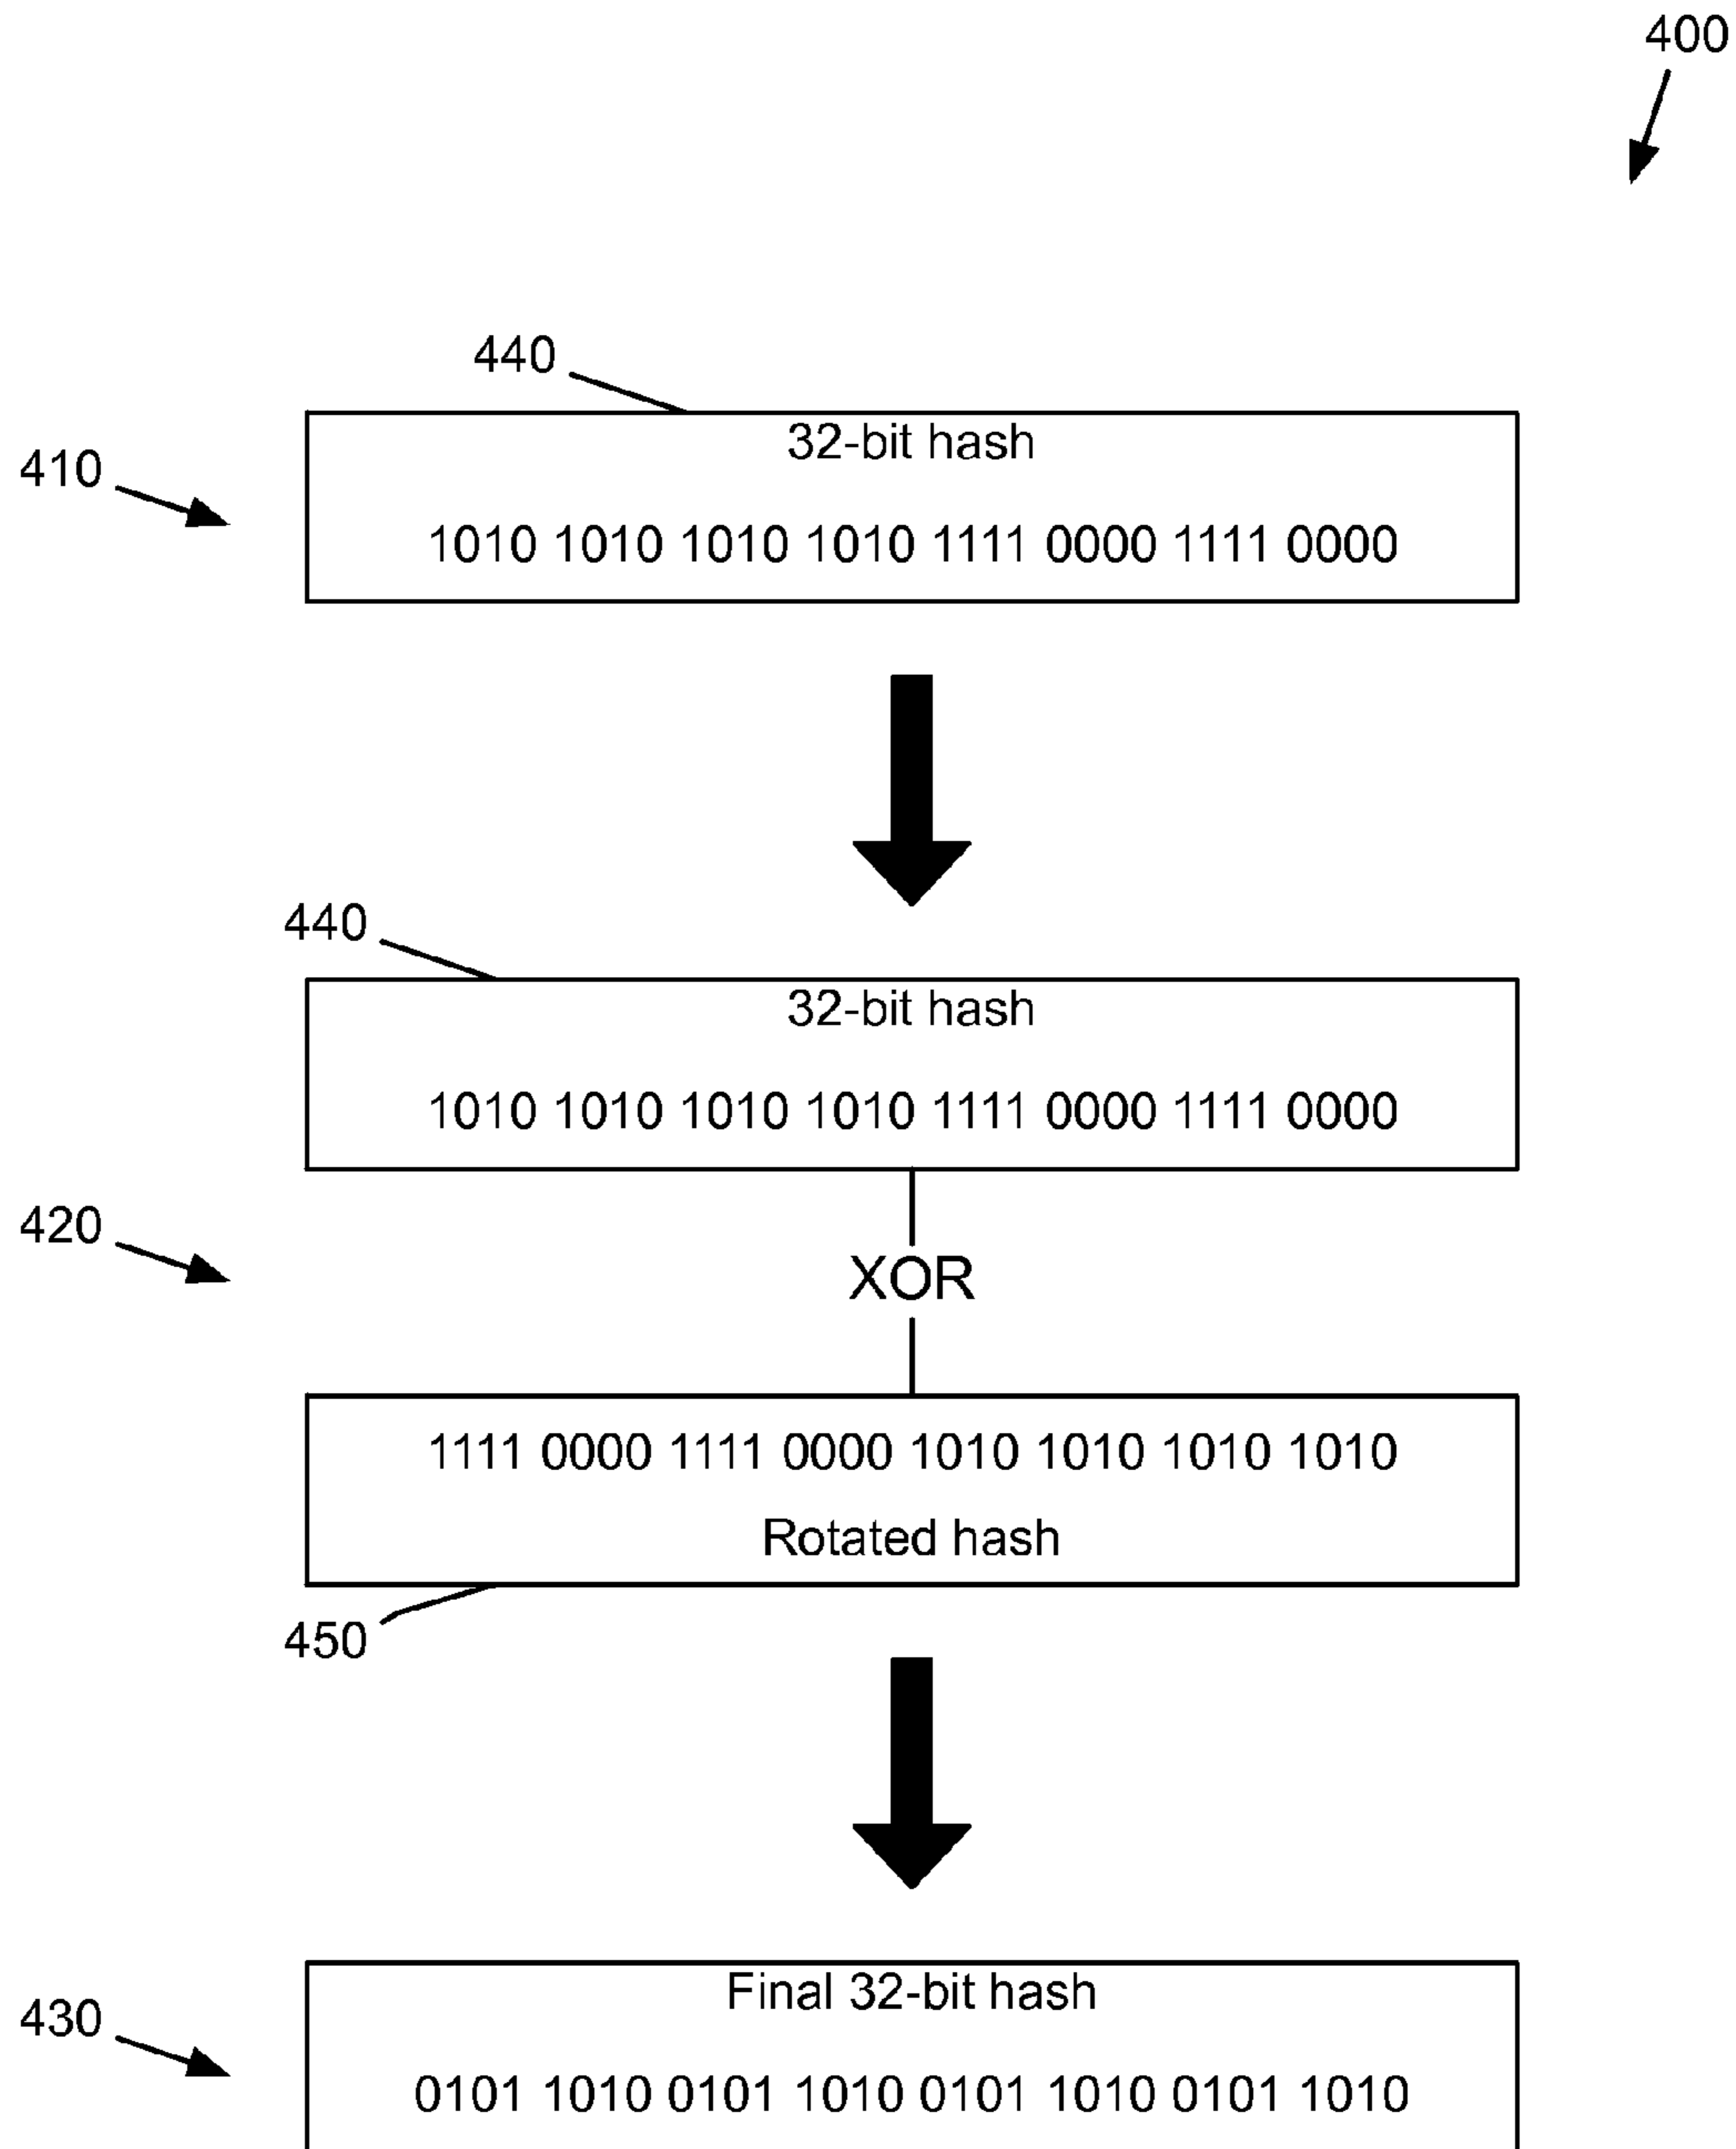 400
440
32-bit hash
410
1010 1010 1010 1010 1111 0000 1111 0000
440
32-bit hash
1010 1010 1010 1010 1111 0000 1111 0000
420
XOR
1111 0000 1111 0000 1010 1010 1010 1010
Rotated hash
450
Final 32-bit hash
430
0101 1010 0101 1010 0101 1010 0101 1010